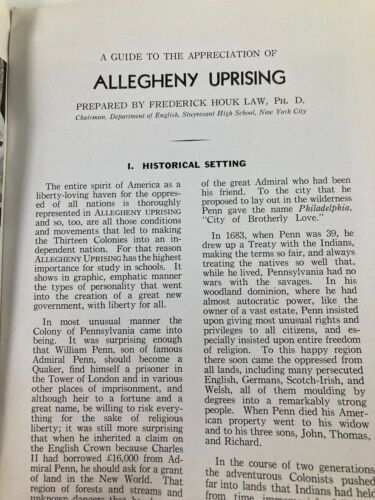 A GUIDE TO THE APPRECIATION OF
ALLEGHENY UPRISING
PREPARED BY FREDERICK HOUK LAW, PH. D.
Chairman, Department of English, Stuyvesant High School, New York City
I. HISTORICAL SETTING
The entire spirit of America as a
liberty-loving haven for the oppres-
ed of all nations is thoroughly
represented in ALLEGHENY UPRISING
and so, too, are all those conditions
and movements that led to making
the Thirteen Colonies into an in-
dependent nation. For that reason
ALLEGHENY UPRISING has the highest
importance for study in schools. It
shows in graphic, emphatic manner
the types of personality that went
into the creation of a great new
government, with liberty for all.
In most unusual manner the
Colony of Pennsylvania came into
being. It was surprising enough
that William Penn, son of famous
Admiral Penn, should become a
Quaker, find himself a prisoner in
the Tower of London and in various
other places of imprisonment, and
although heir to a fortune and a
great name, be willing to risk every-
thing for the sake of religious
liberty; it was still more surprising
that when he inherited a claim on
the English Crown because Charles
II had borrowed £16,000 from Ad-
miral Penn, he should ask for a grant
of land in the New World. That
region of forests and streams and
unknown dangers that he
of the great Admiral who had been
his friend. To the city that he
proposed to lay out in the wilderness
Penn gave the name Philadelphia,
"City of Brotherly Love."
In 1683, when Penn was 39, he
drew up a Treaty with the Indians,
making the terms so fair, and always
treating the natives so well that,
while he lived, Pennsylvania had no
wars with the savages. In his
woodland dominion, where he had
almost autocratic power, like the
owner of a vast estate, Penn insisted
upon giving most unusual rights and
privileges to all citizens, and es-
pecially insisted upon entire freedom
of religion. To this happy region
there soon came the oppressed from
all lands, including many persecuted
English, Germans, Scotch-Irish, and
Welsh, all of them moulding by
degrees into a remarkably strong
people. When Penn died his Amer-
ican property went to his widow
and to his three sons, John, Thomas,
and Richard.
In the course of two generations
the adventurous Colonists pushed
far into lands that Indians had held
from time immemorial